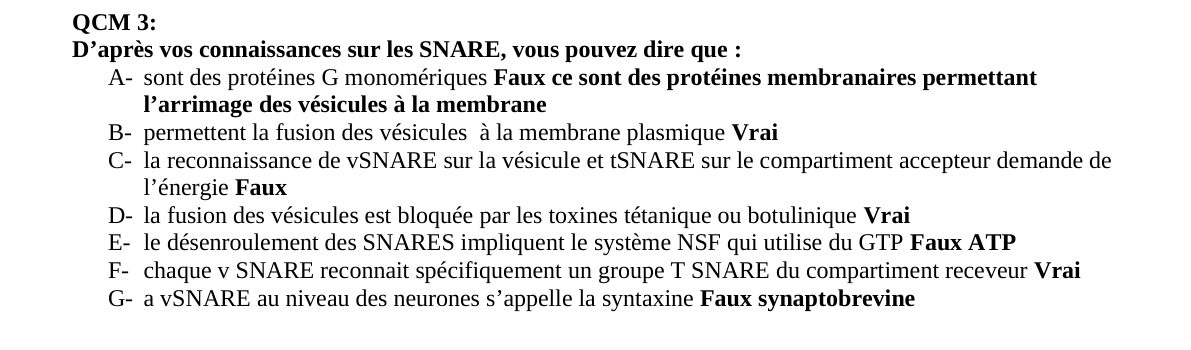 QCM 3:
D’après vos connaissances sur les SNARE, vous pouvez dire que :
A- sont des protéines G monomériques Faux ce sont des protéines membranaires permettant
l’arrimage des vésicules à la membrane
B- permettent la fusion des vésicules à la membrane plasmique Vrai
C- la reconnaissance de vSNARE sur la vésicule et tSNARE sur le compartiment accepteur demande de
l’énergie Faux
D- la fusion des vésicules est bloquée par les toxines tétanique ou botulinique Vrai
E- le désenroulement des SNARES impliquent le système NSF qui utilise du GTP Faux ATP
F- chaque v SNARE reconnait spécifiquement un groupe T SNARE du compartiment receveur Vrai
G- a vSNARE au niveau des neurones s’appelle la syntaxine Faux synaptobrevine